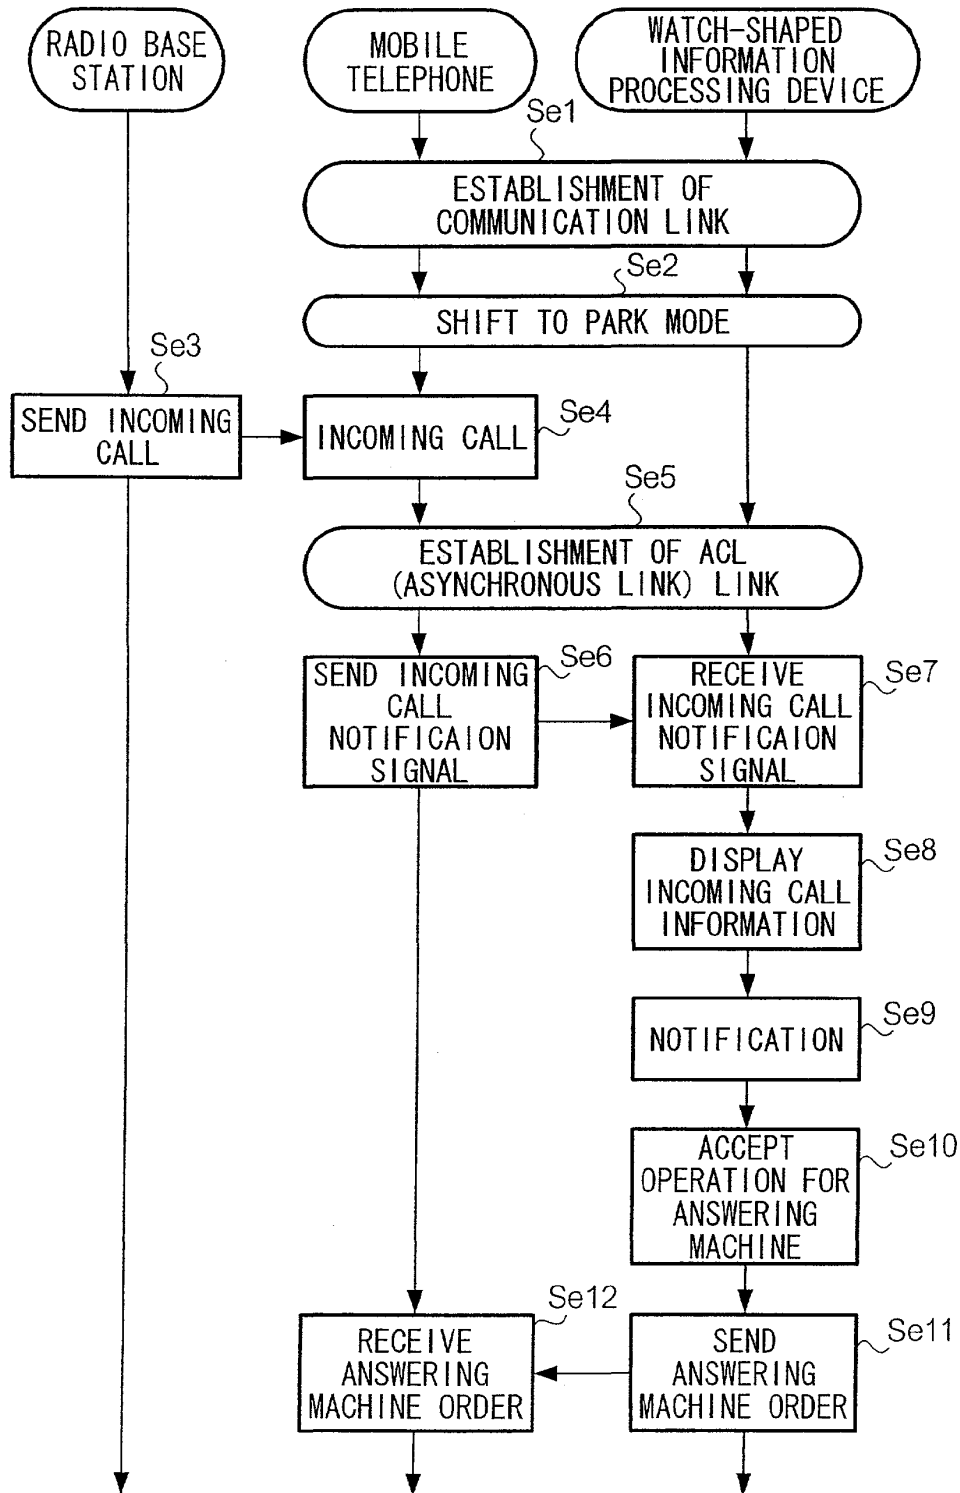 RADIO BASE
STATION
MOBILE
TELEPHONE
WATCH-SHAPED
INFORMATION
PROCESSING DEVICE
Se1
ESTABLISHMENT OF
COMMUNICATION LINK
Se2
SHIFT TO PARK MODE
Se3
SEND INCOMING
CALL
Se4
INCOMING CALL
Se5
ESTABLISHMENT OF ACL
(ASYNCHRONOUS LINK) LINK
Se6
SEND INCOMING
CALL
NOTIFICAION
SIGNAL
Se7
RECEIVE
INCOMING CALL
NOTIFICAION
SIGNAL
Se8
DISPLAY
INCOMING CALL
INFORMATION
Se9
NOTIFICATION
Se10
ACCEPT
OPERATION FOR
ANSWERING
MACHINE
Se12
RECEIVE
ANSWERING
MACHINE ORDER
Se11
SEND
ANSWERING
MACHINE ORDER